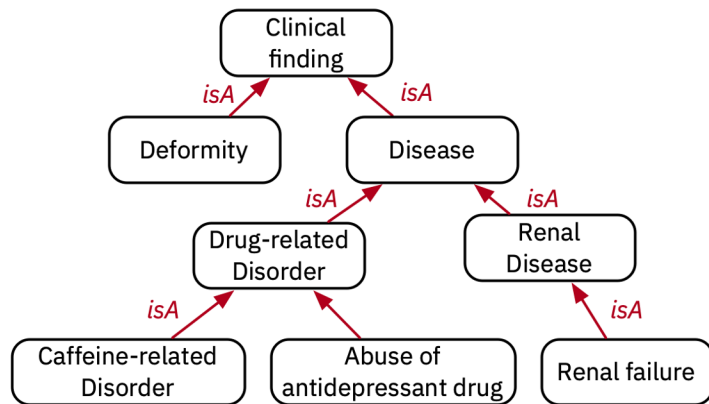 Clinical
finding
isA
isA
Deformity
Disease
isA
isA
Drug-related
Disorder
Renal
Disease
isA
isA
Caffeine-related
Disorder
Abuse of
antidepressant drug
Renal failure